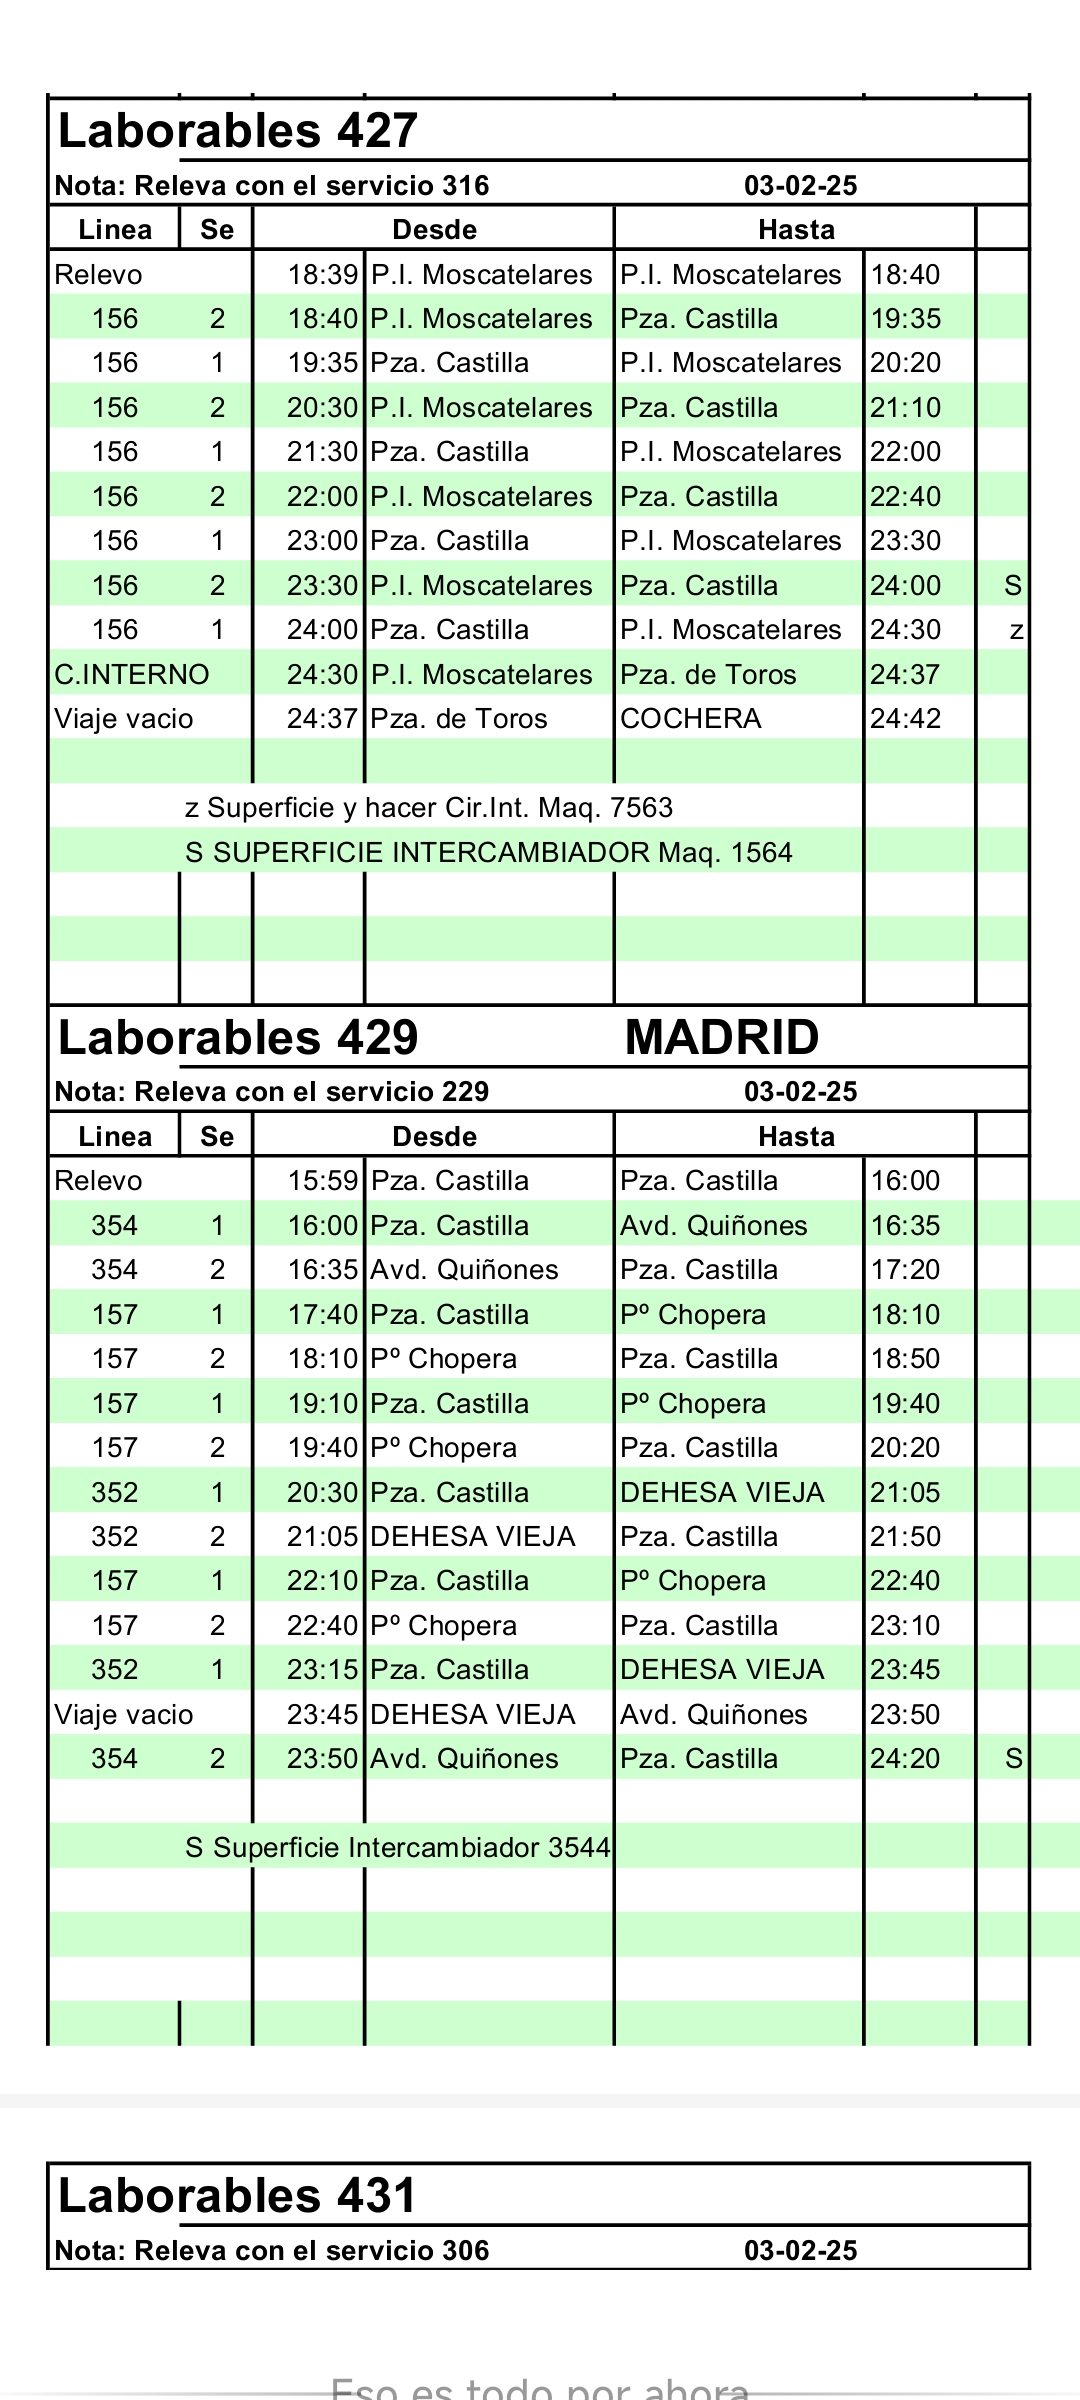 Laborables 427
Nota: Releva con el servicio 316 03-02-25
Linea Se Desde Hasta
Relevo 18:39 P.I. Moscatelares P.I. Moscatelares 18:40
156 2 18:40 P.I. Moscatelares Pza. Castilla 19:35
156 1 19:35 Pza. Castilla P.I. Moscatelares 20:20
156 2 20:30 P.I. Moscatelares Pza. Castilla 21:10
156 1 21:30 Pza. Castilla P.I. Moscatelares 22:00
156 2 22:00 P.I. Moscatelares Pza. Castilla 22:40
156 1 23:00 Pza. Castilla P.I. Moscatelares 23:30
156 2 23:30 P.I. Moscatelares Pza. Castilla 24:00 S
156 1 24:00 Pza. Castilla P.I. Moscatelares 24:30 z
C.INTERNO 24:30 P.I. Moscatelares Pza. de Toros 24:37
Viaje vacio 24:37 Pza. de Toros COCHERA 24:42
z Superficie y hacer Cir.Int. Maq. 7563
S SUPERFICIE INTERCAMBIADOR Maq. 1564
Laborables 429 MADRID
Nota: Releva con el servicio 229 03-02-25
Linea Se Desde Hasta
Relevo 15:59 Pza. Castilla Pza. Castilla 16:00
354 1 16:00 Pza. Castilla Avd. Quiñones 16:35
354 2 16:35 Avd. Quiñones Pza. Castilla 17:20
157 1 17:40 Pza. Castilla Pº Chopera 18:10
157 2 18:10 Pº Chopera Pza. Castilla 18:50
157 1 19:10 Pza. Castilla Pº Chopera 19:40
157 2 19:40 Pº Chopera Pza. Castilla 20:20
352 1 20:30 Pza. Castilla DEHESA VIEJA 21:05
352 2 21:05 DEHESA VIEJA Pza. Castilla 21:50
157 1 22:10 Pza. Castilla Pº Chopera 22:40
157 2 22:40 Pº Chopera Pza. Castilla 23:10
352 1 23:15 Pza. Castilla DEHESA VIEJA 23:45
Viaje vacio 23:45 DEHESA VIEJA Avd. Quiñones 23:50
354 2 23:50 Avd. Quiñones Pza. Castilla 24:20 S
S Superficie Intercambiador 3544
Laborables 431
Nota: Releva con el servicio 306 03-02-25
Eso es todo por ahora